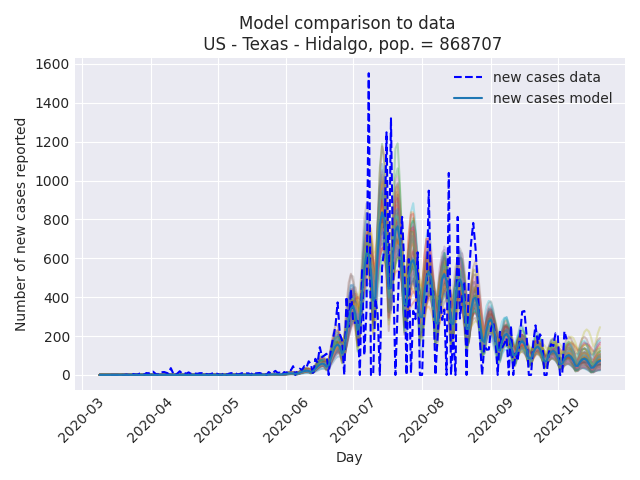 Model comparison to data
US - Texas - Hidalgo, pop. = 868707
new cases data
new cases model
Number of new cases reported
1600
1400
1200
1000
800
600
400
200
0
2020-03
2020-04
2020-05
2020-06
2020-07
2020-08
2020-09
2020-10
Day